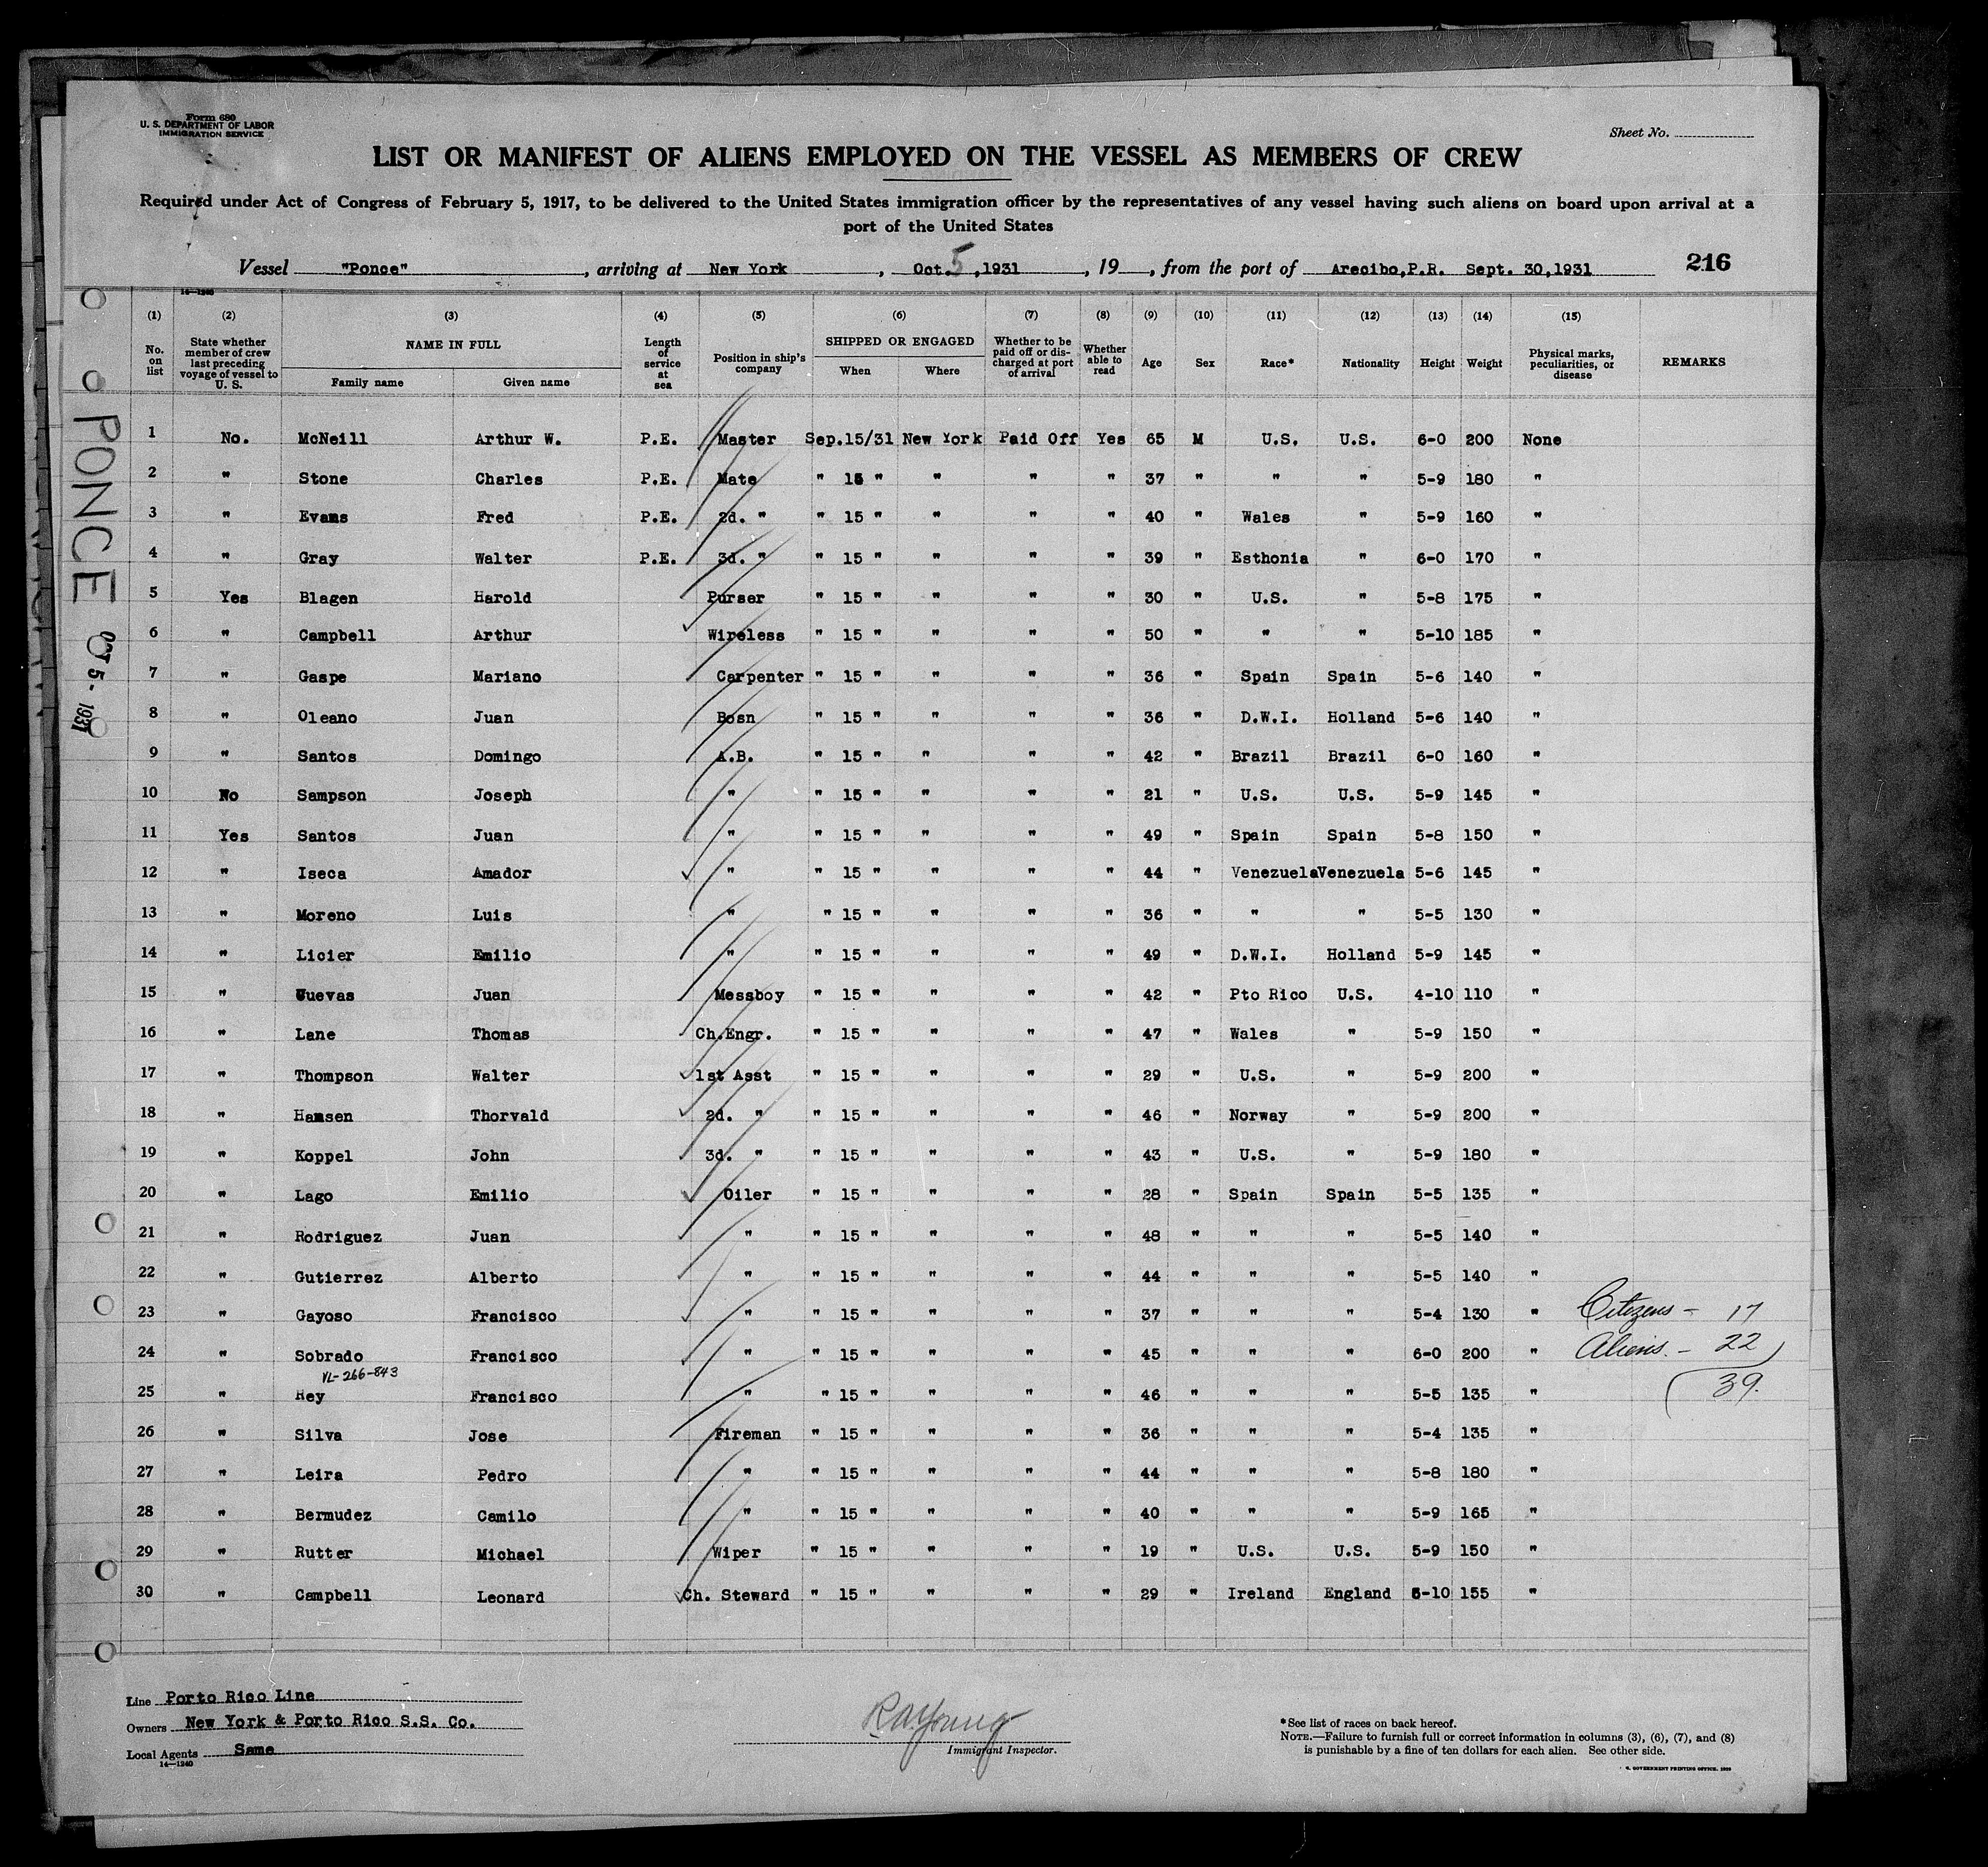 Form 680
U. S. DEPARTMENT OF LABOR
IMMIGRATION SERVICE
Sheet No.
LIST OR MANIFEST OF ALIENS EMPLOYED ON THE VESSEL AS MEMBERS OF CREW
Required under Act of Congress of February 5, 1917, to be delivered to the United States immigration officer by the representatives of any vessel having such aliens on board upon arrival at a
port of the United States
Vessel "Ponce" , arriving at New York , Oct. 5 ,1931 , 19 , from the port of Arecibo,P.R. Sept. 30,1931 216
14—1240
(1) (2) (3) (4) (5) (6) (7) (8) (9) (10) (11) (12) (13) (14) (15)
No. on list State whether member of crew last preceding voyage of vessel to U. S. NAME IN FULL Family name Given name Length of service at sea Position in ship's company SHIPPED OR ENGAGED When Where Whether to be paid off or discharged at port of arrival Whether able to read Age Sex Race* Nationality Height Weight Physical marks, peculiarities, or disease REMARKS
1 No. McNeill Arthur W. P.E. Master Sep.15/31 New York Paid Off Yes 65 M U.S. U.S. 6-0 200 None
2 " Stone Charles P.E. Mate " 15 " " " " 37 " " " 5-9 180 "
3 " Evans Fred P.E. 2d. " " 15 " " " " 40 " Wales " 5-9 160 "
4 " Gray Walter P.E. 3d. " " 15 " " " " 39 " Esthonia " 6-0 170 "
5 Yes Blagen Harold Purser " 15 " " " " 30 " U.S. " 5-8 175 "
6 " Campbell Arthur Wireless " 15 " " " " 50 " " " 5-10 185 "
7 " Gaspe Mariano Carpenter " 15 " " " " 36 " Spain Spain 5-6 140 "
8 " Oleano Juan Bosn " 15 " " " " 36 " D.W.I. Holland 5-6 140 "
9 " Santos Domingo A.B. " 15 " " " " 42 " Brazil Brazil 6-0 160 "
10 No Sampson Joseph " " 15 " " " " 21 " U.S. U.S. 5-9 145 "
11 Yes Santos Juan " " 15 " " " " 49 " Spain Spain 5-8 150 "
12 " Iseca Amador " " 15 " " " " 44 " Venezuela Venezuela 5-6 145 "
13 " Moreno Luis " " 15 " " " " 36 " " " 5-5 130 "
14 " Licier Emilio " " 15 " " " " 49 " D.W.I. Holland 5-9 145 "
15 " Cuevas Juan Messboy " 15 " " " " 42 " Pto Rico U.S. 4-10 110 "
16 " Lane Thomas Ch.Engr. " 15 " " " " 47 " Wales " 5-9 150 "
17 " Thompson Walter 1st Asst " 15 " " " " 29 " U.S. " 5-9 200 "
18 " Hansen Thorvald 2d. " " 15 " " " " 46 " Norway " 5-9 200 "
19 " Koppel John 3d. " " 15 " " " " 43 " U.S. " 5-9 180 "
20 " Lago Emilio Oiler " 15 " " " " 28 " Spain Spain 5-5 135 "
21 " Rodriguez Juan " " 15 " " " " 48 " " " 5-5 140 "
22 " Gutierrez Alberto " " 15 " " " " 44 " " " 5-5 140 "
23 " Gayoso Francisco " " 15 " " " " 37 " " " 5-4 130 " Citizens - 17
24 " Sobrado Francisco " " 15 " " " " 45 " " " 6-0 200 " Aliens - 22
VL-266-843
25 " Rey Francisco " " 15 " " " " 46 " " " 5-5 135 " 39.
26 " Silva Jose Fireman " 15 " " " " 36 " " " 5-4 135 "
27 " Leira Pedro " " 15 " " " " 44 " " " 5-8 180 "
28 " Bermudez Camilo " " 15 " " " " 40 " " " 5-9 165 "
29 " Rutter Michael Wiper " 15 " " " " 19 " U.S. U.S. 5-9 150 "
30 " Campbell Leonard Ch. Steward " 15 " " " " 29 " Ireland England 5-10 155 "
PONCE OCT 5 - 1931
Line Porto Rico Line
Owners New York & Porto Rico S.S. Co.
Local Agents Same
14—1240
R.A. Young
Immigrant Inspector.
*See list of races on back hereof.
NOTE.—Failure to furnish full or correct information in columns (3), (6), (7), and (8)
is punishable by a fine of ten dollars for each alien. See other side.
GOVERNMENT PRINTING OFFICE